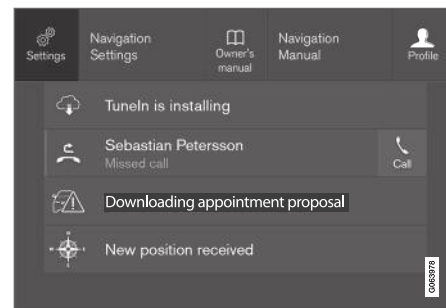 Settings
Navigation
Settings
Owner's
manual
Navigation
Manual
Profile
TuneIn is installing
Sebastian Petersson
Missed call
Call
Downloading appointment proposal
New position received
G063978